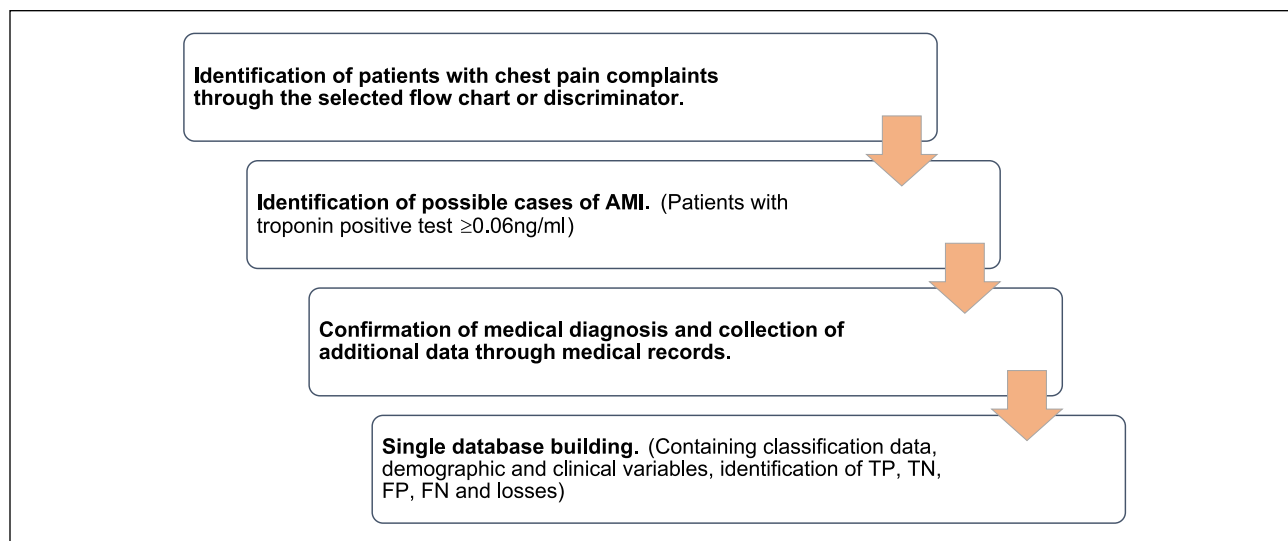 Identification of patients with chest pain complaints
through the selected flow chart or discriminator.
Identification of possible cases of AMI. (Patients with
troponin positive test ≥0.06ng/ml)
Confirmation of medical diagnosis and collection of
additional data through medical records.
Single database building. (Containing classification data,
demographic and clinical variables, identification of TP, TN,
FP, FN and losses)